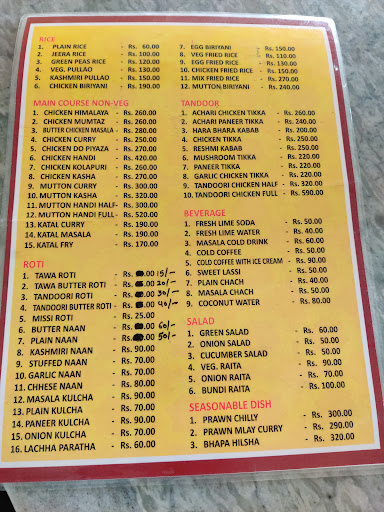 RICE
1. PLAIN RICE - Rs. 60.00
2. JEERA RICE - Rs. 100.00
3. GREEN PEAS RICE - Rs. 120.00
4. VEG. PULLAO - Rs. 130.00
5. KASHMIRI PULLAO - Rs. 150.00
6. CHICKEN BIRIYANI - Rs. 190.00
7. EGG BIRIYANI - Rs. 150.00
8. VEG FRIED RICE - Rs. 110.00
9. EGG FRIED RICE - Rs. 130.00
10. CHICKEN FRIED RICE - Rs. 150.00
11. MIX FRIED RICE - Rs. 270.00
12. MUTTON BIRIYANI - Rs. 240.00
MAIN COURSE NON-VEG
1. CHICKEN HIMALAYA - Rs. 260.00
2. CHICKEN MUMTAZ - Rs. 260.00
3. BUTTER CHICKEN MASALA - Rs. 280.00
4. CHICKEN CURRY - Rs. 250.00
5. CHICKEN DO PIYAZA - Rs. 270.00
6. CHICKEN HANDI - Rs. 420.00
7. CHICKEN KOLAPURI - Rs. 260.00
8. CHICKEN KASHA - Rs. 270.00
9. MUTTON CURRY - Rs. 300.00
10. MUTTON KASHA - Rs. 320.00
11. MUTTON HANDI HALF - Rs. 320.00
12. MUTTON HANDI FULL - Rs. 520.00
13. KATAL CURRY - Rs. 190.00
14. KATAL MASALA - Rs. 190.00
15. KATAL FRY - Rs. 170.00
TANDOOR
1. ACHARI CHICKEN TIKKA - Rs. 260.00
2. ACHARI PANEER TIKKA - Rs. 240.00
3. HARA BHARA KABAB - Rs. 200.00
4. CHICKEN TIKKA - Rs. 250.00
5. RESHMI KABAB - Rs. 250.00
6. MUSHROOM TIKKA - Rs. 220.00
7. PANEER TIKKA - Rs. 220.00
8. GARLIC CHICKEN TIKKA - Rs. 220.00
9. TANDOORI CHICKEN HALF - Rs. 320.00
10. TANDOORI CHICKEN FULL - Rs. 590.00
ROTI
1. TAWA ROTI - Rs. .00 15/-
2. TAWA BUTTER ROTI - Rs. .00 20/-
3. TANDOORI ROTI - Rs. .00 30/-
4. TANDOORI BUTTER ROTI - Rs. .00 40/-
5. MISSI ROTI - Rs. 25.00
6. BUTTER NAAN - Rs. .00 60/-
7. PLAIN NAAN - Rs. .00 50/-
8. KASHMIRI NAAN - Rs. 90.00
9. STUFFED NAAN - Rs. 70.00
10. GARLIC NAAN - Rs. 70.00
11. CHHESE NAAN - Rs. 80.00
12. MASALA KULCHA - Rs. 90.00
13. PLAIN KULCHA - Rs. 60.00
14. PANEER KULCHA - Rs. 90.00
15. ONION KULCHA - Rs. 70.00
16. LACHHA PARATHA - Rs. 60.00
BEVERAGE
1. FRESH LIME SODA - Rs. 50.00
2. FRESH LIME WATER - Rs. 40.00
3. MASALA COLD DRINK - Rs. 60.00
4. COLD COFFEE - Rs. 50.00
5. COLD COFFEE WITH ICE CREAM - Rs. 90.00
6. SWEET LASSI - Rs. 50.00
7. PLAIN CHACH - Rs. 40.00
8. MASALA CHACH - Rs. 50.00
9. COCONUT WATER - Rs. 80.00
SALAD
1. GREEN SALAD - Rs. 60.00
2. ONION SALAD - Rs. 50.00
3. CUCUMBER SALAD - Rs. 50.00
4. VEG. RAITA - Rs. 90.00
5. ONION RAITA - Rs. 70.00
6. BUNDI RAITA - Rs. 100.00
SEASONABLE DISH
1. PRAWN CHILLY - Rs. 300.00
2. PRAWN MLAY CURRY - Rs. 290.00
3. BHAPA HILSHA - Rs. 320.00